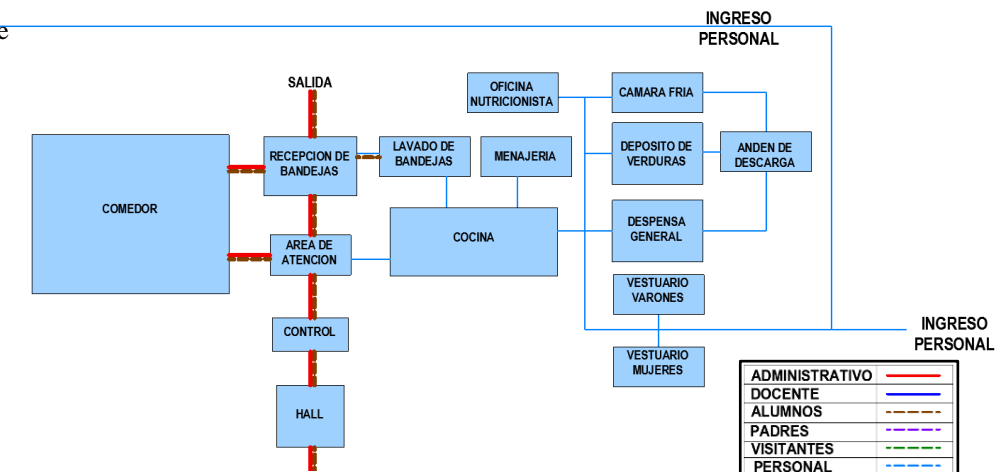 e
INGRESO
PERSONAL
SALIDA
OFICINA
NUTRICIONISTA
CAMARA FRIA
RECEPCION DE
BANDEJAS
LAVADO DE
BANDEJAS
MENAJERIA
DEPOSITO DE
VERDURAS
ANDEN DE
DESCARGA
COMEDOR
AREA DE
ATENCION
COCINA
DESPENSA
GENERAL
VESTUARIO
VARONES
CONTROL
INGRESO
PERSONAL
VESTUARIO
MUJERES
HALL
ADMINISTRATIVO
DOCENTE
ALUMNOS
PADRES
VISITANTES
PERSONAL